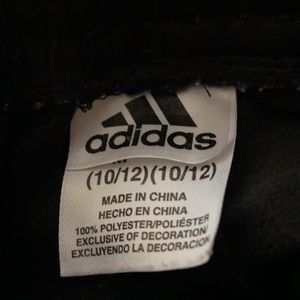 adidas
M
(10/12)(10/12)
MADE IN CHINA
HECHO EN CHINA
100% POLYESTER/POLIÉSTER
EXCLUSIVE OF DECORATION/
EXCLUYENDO LA DECORACION